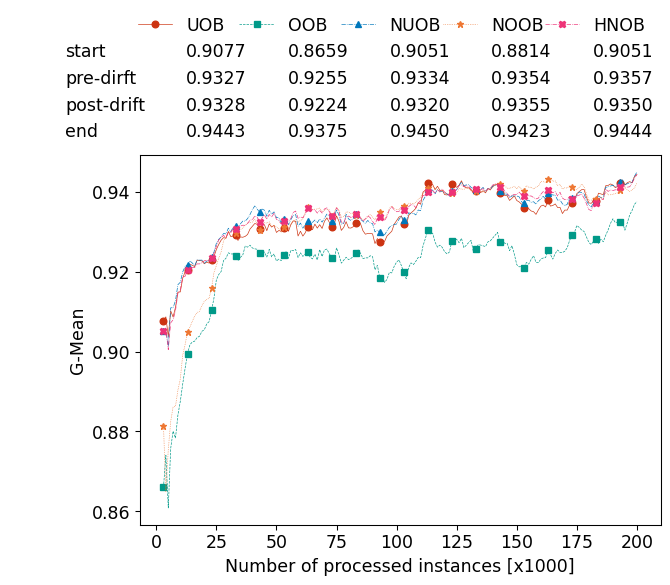 UOB OOB NUOB NOOB HNOB
start 0.9077 0.8659 0.9051 0.8814 0.9051
pre-dirft 0.9327 0.9255 0.9334 0.9354 0.9357
post-drift 0.9328 0.9224 0.9320 0.9355 0.9350
end 0.9443 0.9375 0.9450 0.9423 0.9444
0.94
0.92
0.90
0.88
0.86
G-Mean
0 25 50 75 100 125 150 175 200
Number of processed instances [x1000]